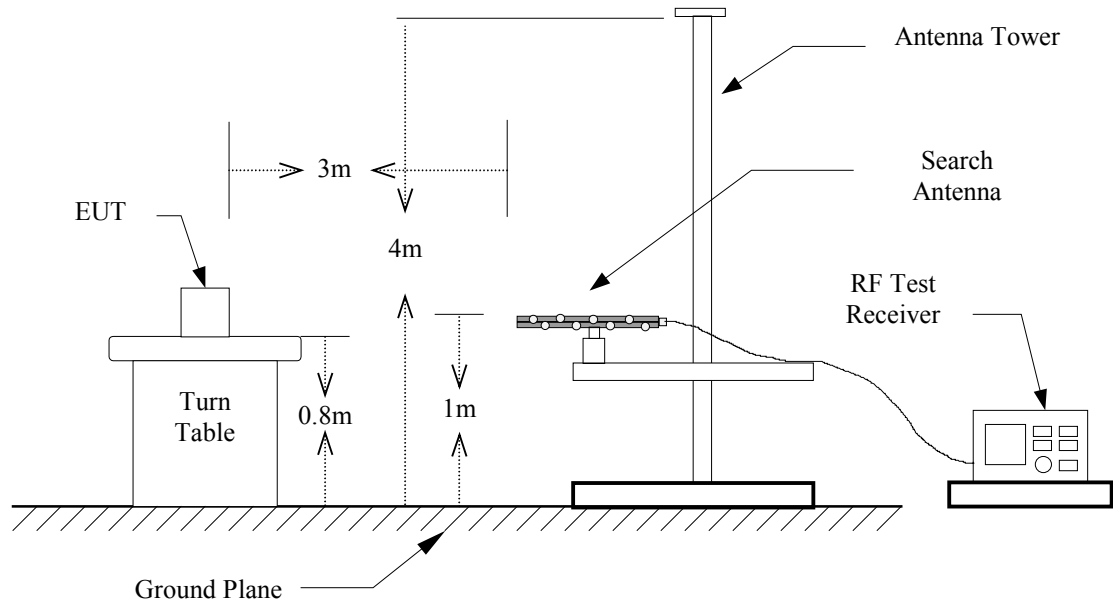 Antenna Tower
3m
Search
Antenna
EUT
4m
RF Test
Receiver
Turn
Table
0.8m
1m
Ground Plane